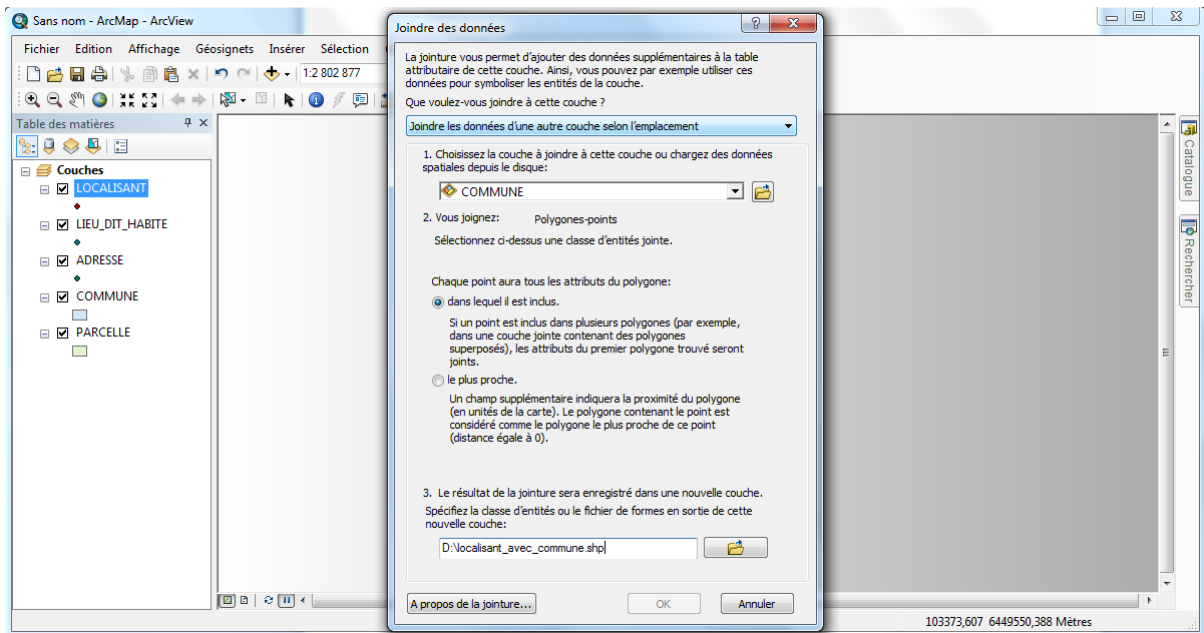 Sans nom - ArcMap - ArcView
Fichier Edition Affichage Géosignets Insérer Sélection
1:2 802 877
Table des matières
Couches
LOCALISANT
LIEU_DIT_HABITE
ADRESSE
COMMUNE
PARCELLE
Joindre des données
La jointure vous permet d'ajouter des données supplémentaires à la table
attributaire de cette couche. Ainsi, vous pouvez par exemple utiliser ces
données pour symboliser les entités de la couche.
Que voulez-vous joindre à cette couche ?
Joindre les données d'une autre couche selon l'emplacement
1. Choisissez la couche à joindre à cette couche ou chargez des données
spatiales depuis le disque:
COMMUNE
2. Vous joignez: Polygones-points
Sélectionnez ci-dessus une classe d'entités jointe.
Chaque point aura tous les attributs du polygone:
dans lequel il est inclus.
Si un point est inclus dans plusieurs polygones (par exemple,
dans une couche jointe contenant des polygones
superposés), les attributs du premier polygone trouvé seront
joints.
le plus proche.
Un champ supplémentaire indiquera la proximité du polygone
(en unités de la carte). Le polygone contenant le point est
considéré comme le polygone le plus proche de ce point
(distance égale à 0).
3. Le résultat de la jointure sera enregistré dans une nouvelle couche.
Spécifiez la classe d'entités ou le fichier de formes en sortie de cette
nouvelle couche:
D:\localisant_avec_commune.shp
A propos de la jointure... OK Annuler
Catalogue
Rechercher
103373,607 6449550,388 Mètres